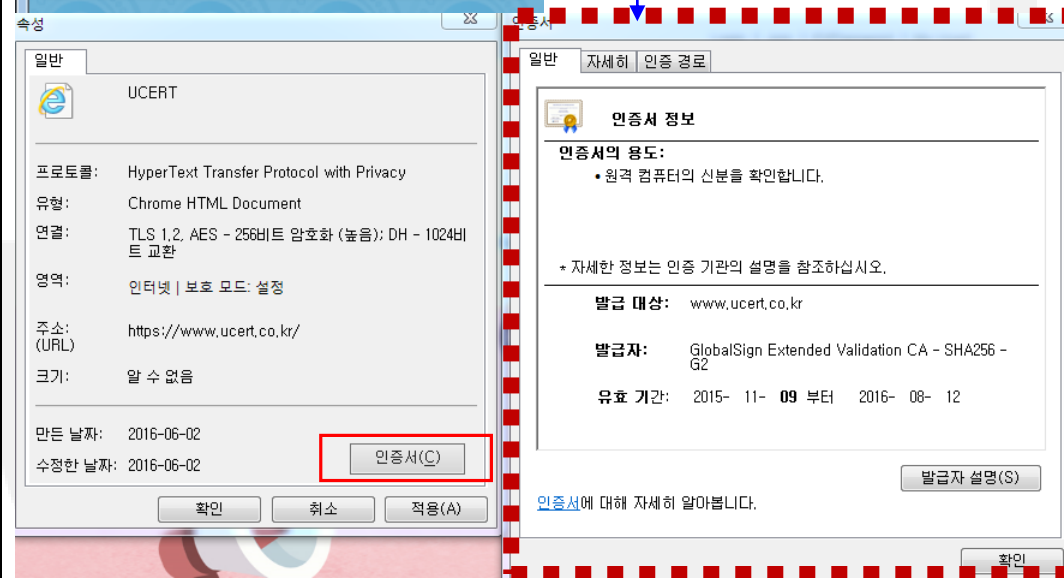 속성
일반
UCERT
프로토콜: HyperText Transfer Protocol with Privacy
유형: Chrome HTML Document
연결: TLS 1.2, AES - 256비트 암호화 (높음); DH - 1024비
트 교환
영역: 인터넷 | 보호 모드: 설정
주소: https://www.ucert.co.kr/
(URL)
크기: 알 수 없음
만든 날짜: 2016-06-02
수정한 날짜: 2016-06-02
인증서(C)
확인 취소 적용(A)
인증서
일반 자세히 인증 경로
인증서 정보
인증서의 용도:
• 원격 컴퓨터의 신분을 확인합니다.
* 자세한 정보는 인증 기관의 설명을 참조하십시오.
발급 대상: www.ucert.co.kr
발급자: GlobalSign Extended Validation CA - SHA256 -
G2
유효 기간: 2015- 11- 09 부터 2016- 08- 12
발급자 설명(S)
인증서에 대해 자세히 알아봅니다.
확인